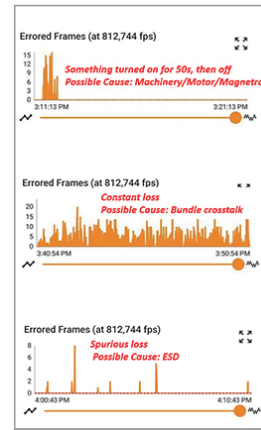 Errored Frames (at 812,744 fps)
15
12
9
6
3
0
Something turned on for 50s, then off
Possible Cause: Machinery/Motor/Magnetro
3:11:13 PM 3:21:13 PM
Errored Frames (at 812,744 fps)
Constant loss
Possible Cause: Bundle crosstalk
20
15
10
5
0
3:40:54 PM 3:50:54 PM
Errored Frames (at 812,744 fps)
Spurious loss
Possible Cause: ESD
8
6
4
2
0
4:00:43 PM 4:10:43 PM